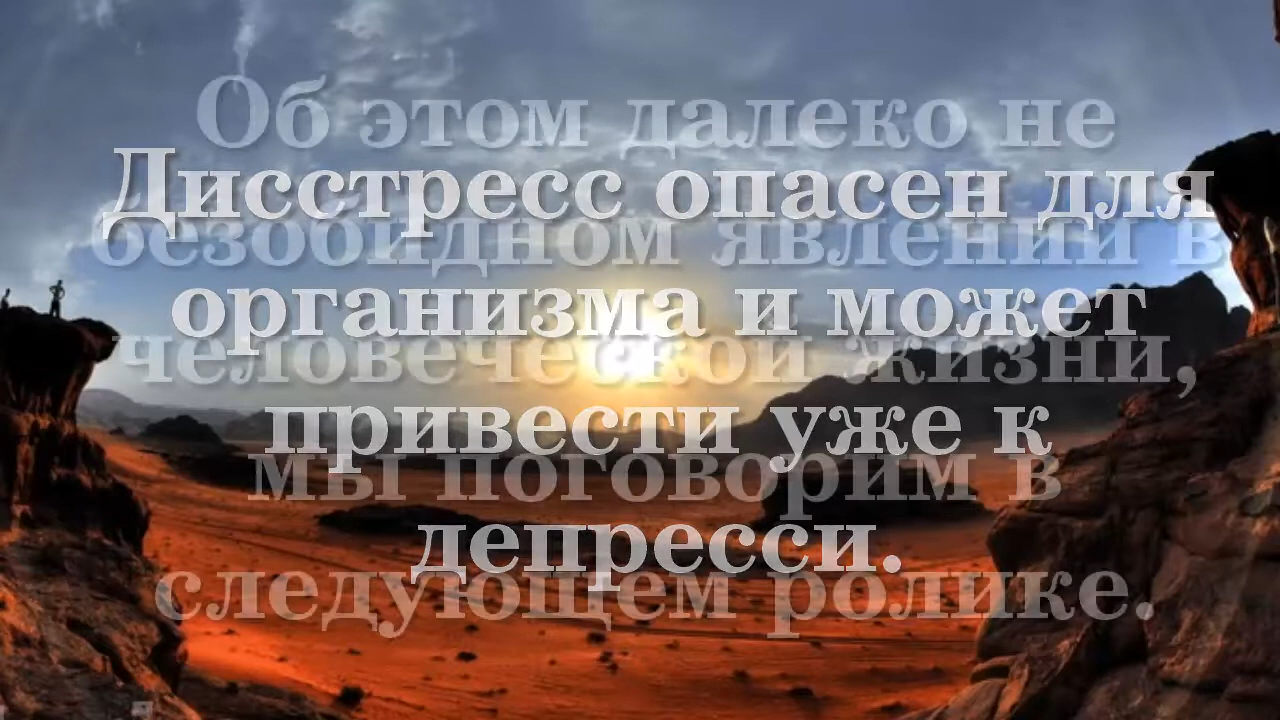 Об этом далеко не
Дисстресс опасен для
безобидном явлении в
организма и может
человеческой жизни,
привести уже к
мы поговорим в
депресси.
следующем ролике.